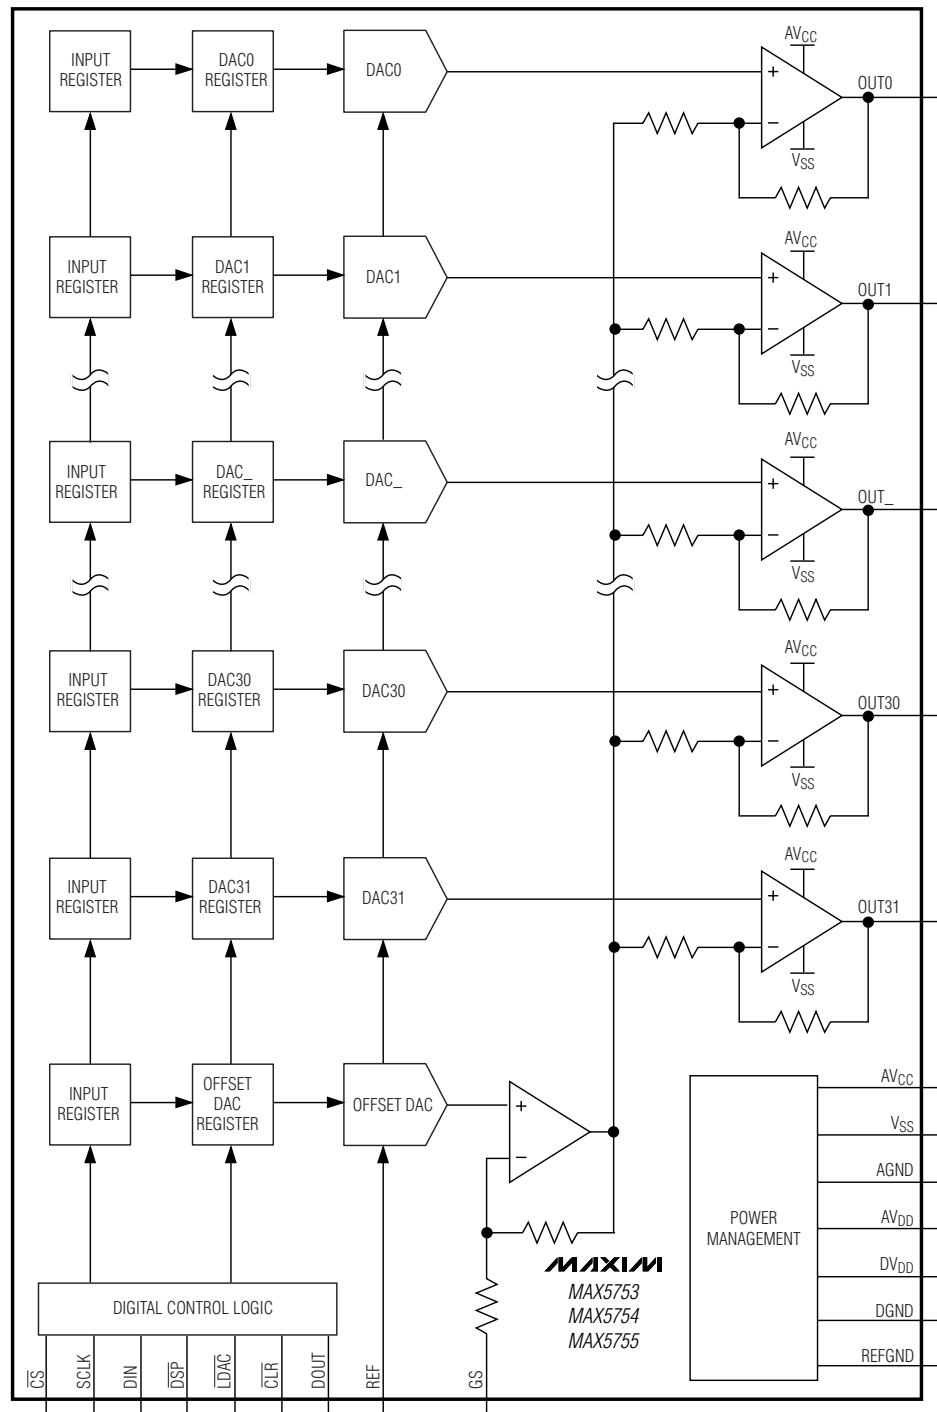 AVCC
INPUT REGISTER
DAC0 REGISTER
DAC0
+
−
OUT0
VSS
AVCC
INPUT REGISTER
DAC1 REGISTER
DAC1
+
−
OUT1
VSS
AVCC
INPUT REGISTER
DAC_ REGISTER
DAC_
+
−
OUT_
VSS
AVCC
INPUT REGISTER
DAC30 REGISTER
DAC30
+
−
OUT30
VSS
AVCC
INPUT REGISTER
DAC31 REGISTER
DAC31
+
−
OUT31
VSS
INPUT REGISTER
OFFSET DAC REGISTER
OFFSET DAC
+
−
POWER MANAGEMENT
AVCC
VSS
AGND
AVDD
DVDD
DGND
REFGND
MAXIM
MAX5753
MAX5754
MAX5755
DIGITAL CONTROL LOGIC
CS
SCLK
DIN
DSP
LDAC
CLR
DOUT
REF
GS